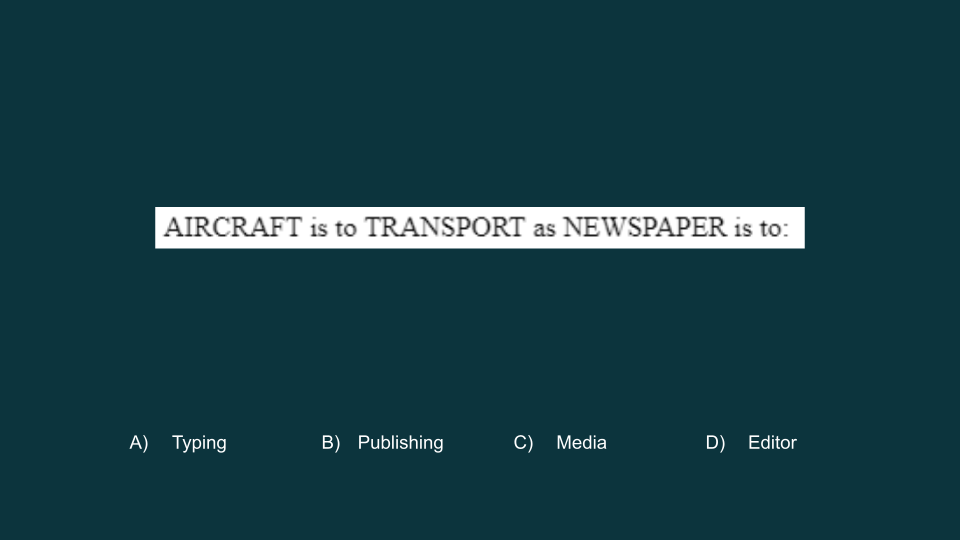 AIRCRAFT is to TRANSPORT as NEWSPAPER is to:
A) Typing B) Publishing C) Media D) Editor